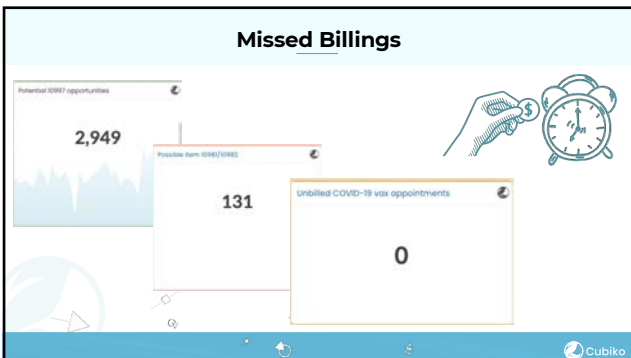 Missed Billings
Potential 10997 opportunities
2,949
Possible item 10981/10982
131
Unbilled COVID-19 vax appointments
0
$
Cubiko